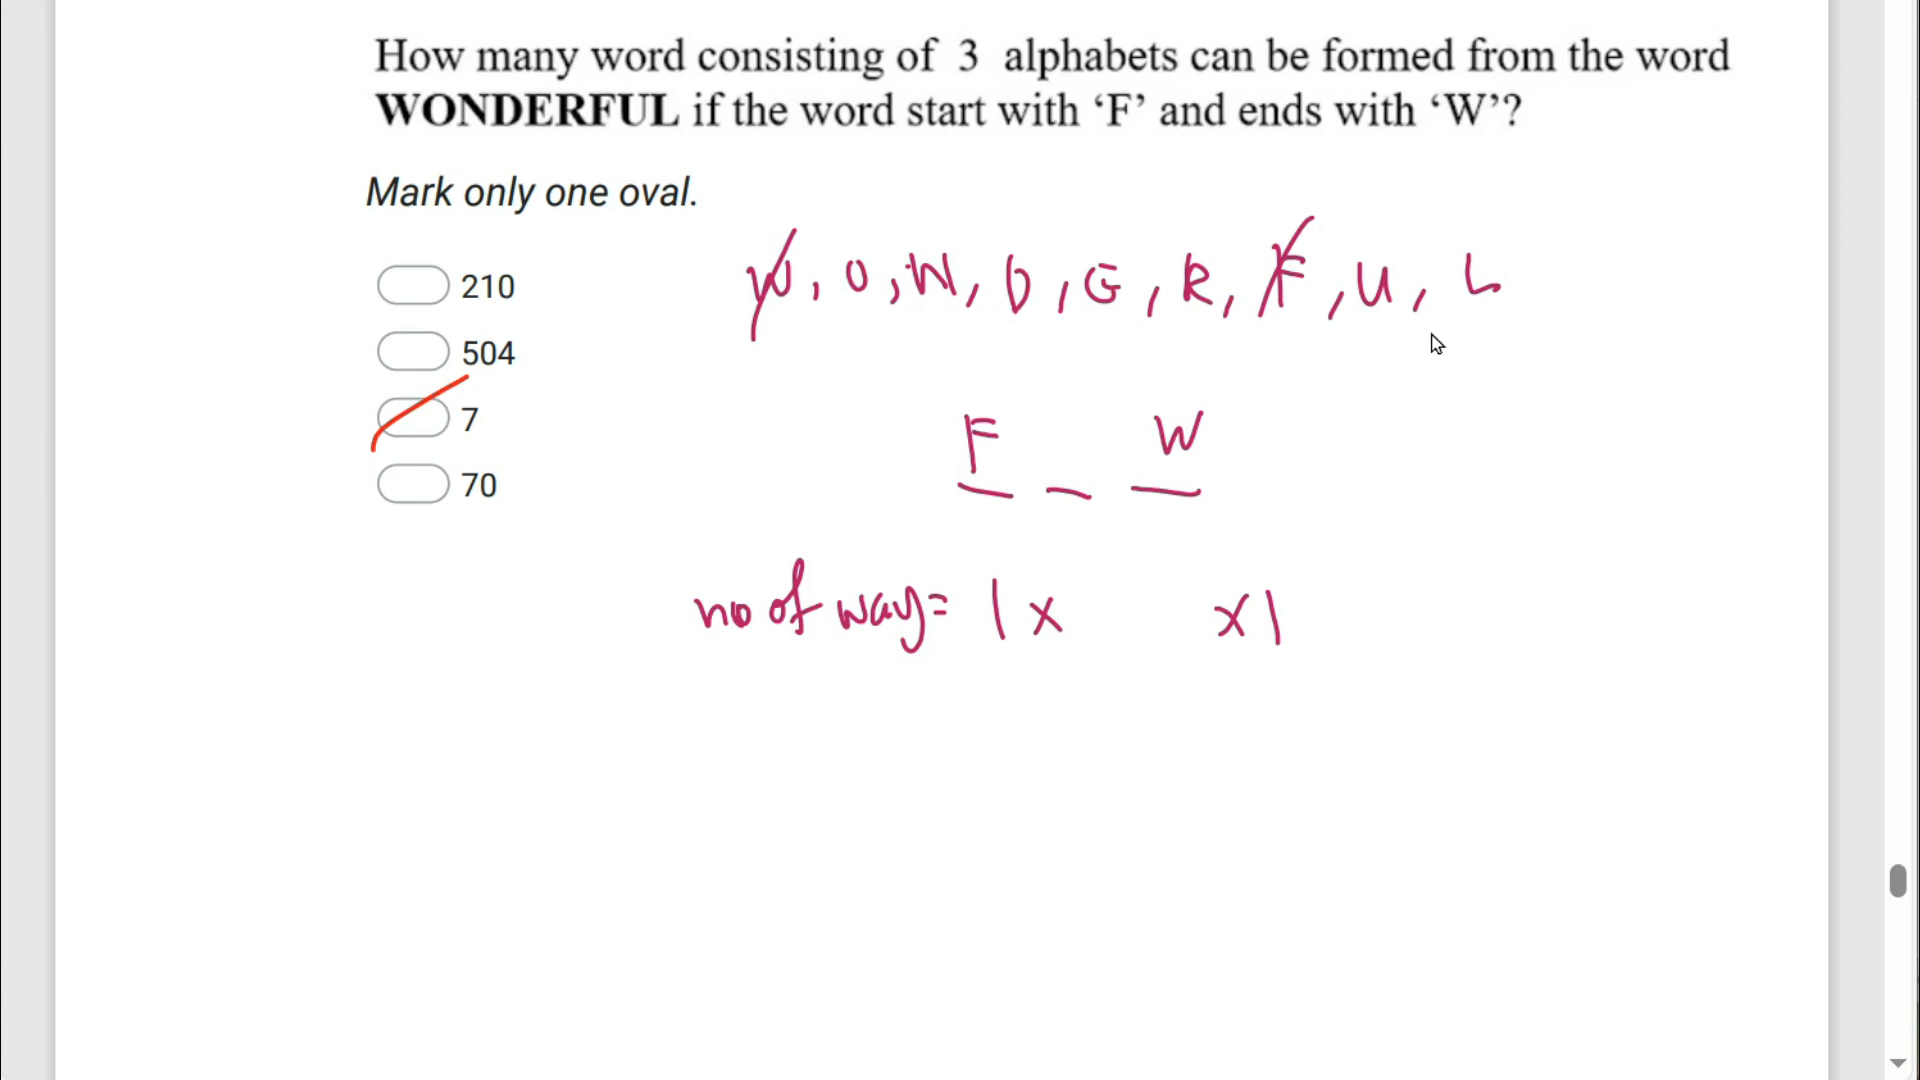 How many word consisting of 3 alphabets can be formed from the word
WONDERFUL if the word start with ‘F’ and ends with ‘W’?
Mark only one oval.
210
504
7
70
W, O, N, D, E, R, F, U, L
F _ W
no of way = 1 x x 1